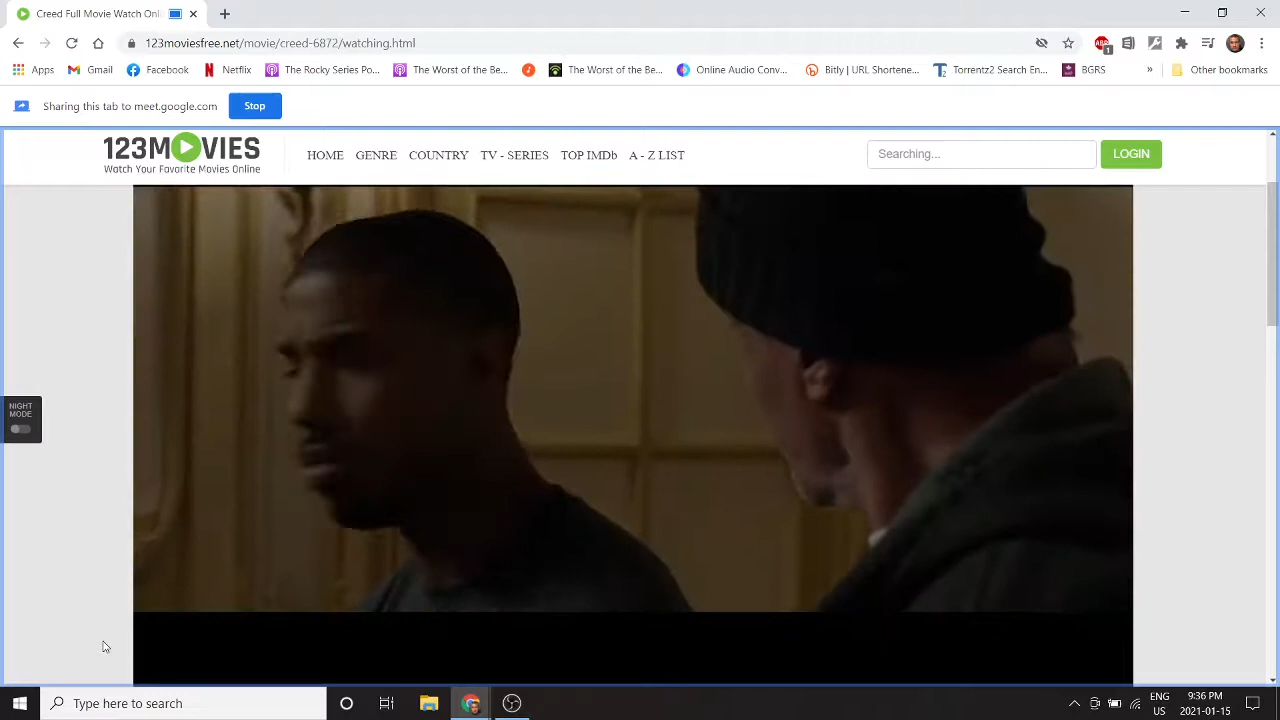 Creed Full Movie Watch Onli
123moviesfree.net/movie/creed-6872/watching.html
Apps Gmail Facebook Netflix The Rocky Series Po... The Worst of the Be... The Worst of the Be... Online Audio Conv... Bitly | URL Shortene... Torrentz2 Search En... BGRS » Other bookmarks
Sharing this tab to meet.google.com Stop
123MOVIES
Watch Your Favorite Movies Online
HOME GENRE COUNTRY TV - SERIES TOP IMDb A - Z LIST Searching... LOGIN
NIGHT
MODE
Type here to search
ENG
US
9:36 PM
2021-01-15